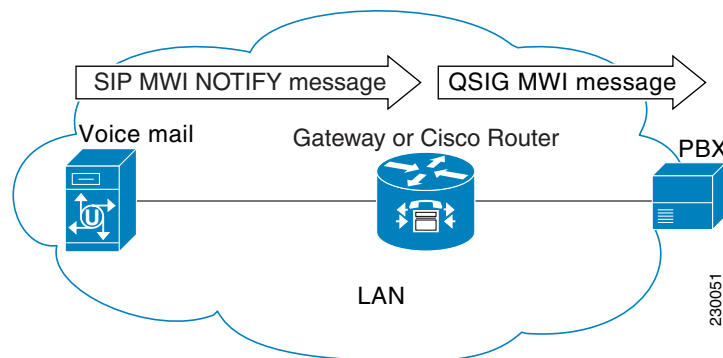 SIP MWI NOTIFY message
QSIG MWI message
Voice mail
Gateway or Cisco Router
PBX
U
LAN
230051